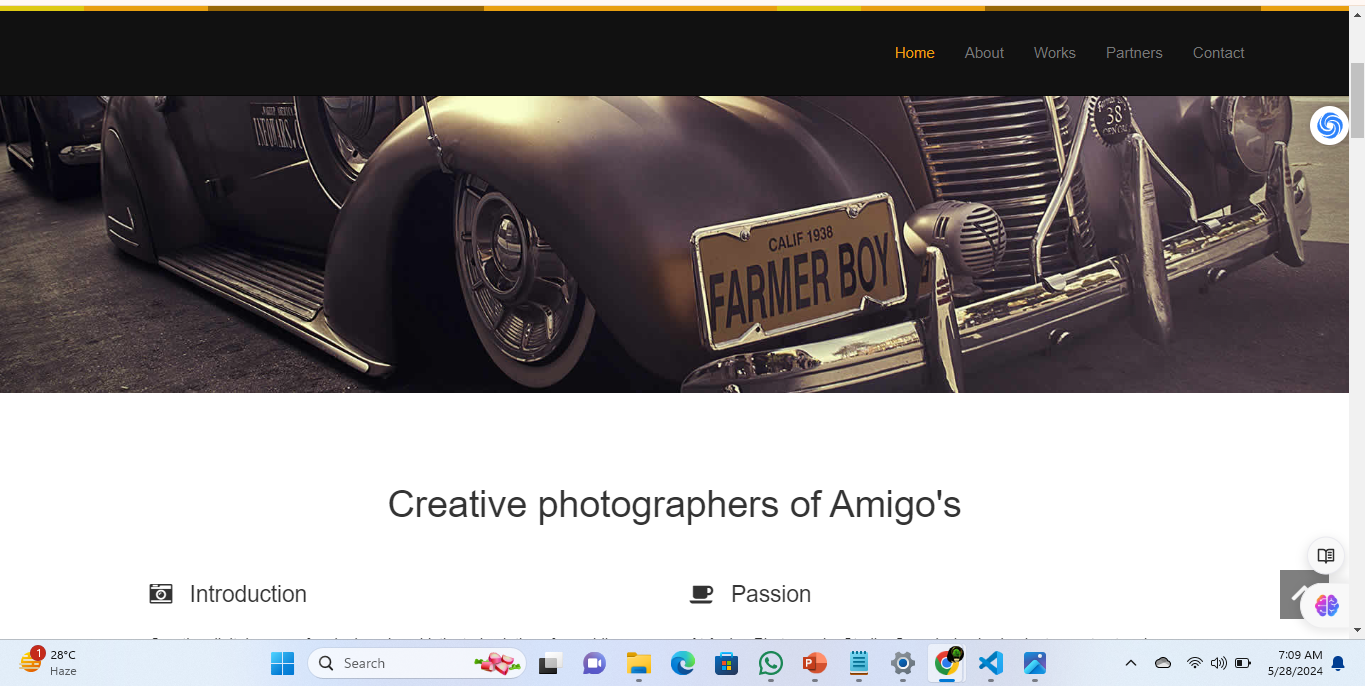 Home About Works Partners Contact
38
CALIF 1938
FARMER BOY
Creative photographers of Amigo's
Introduction
Passion
1
28°C
Haze
Search
7:09 AM
5/28/2024